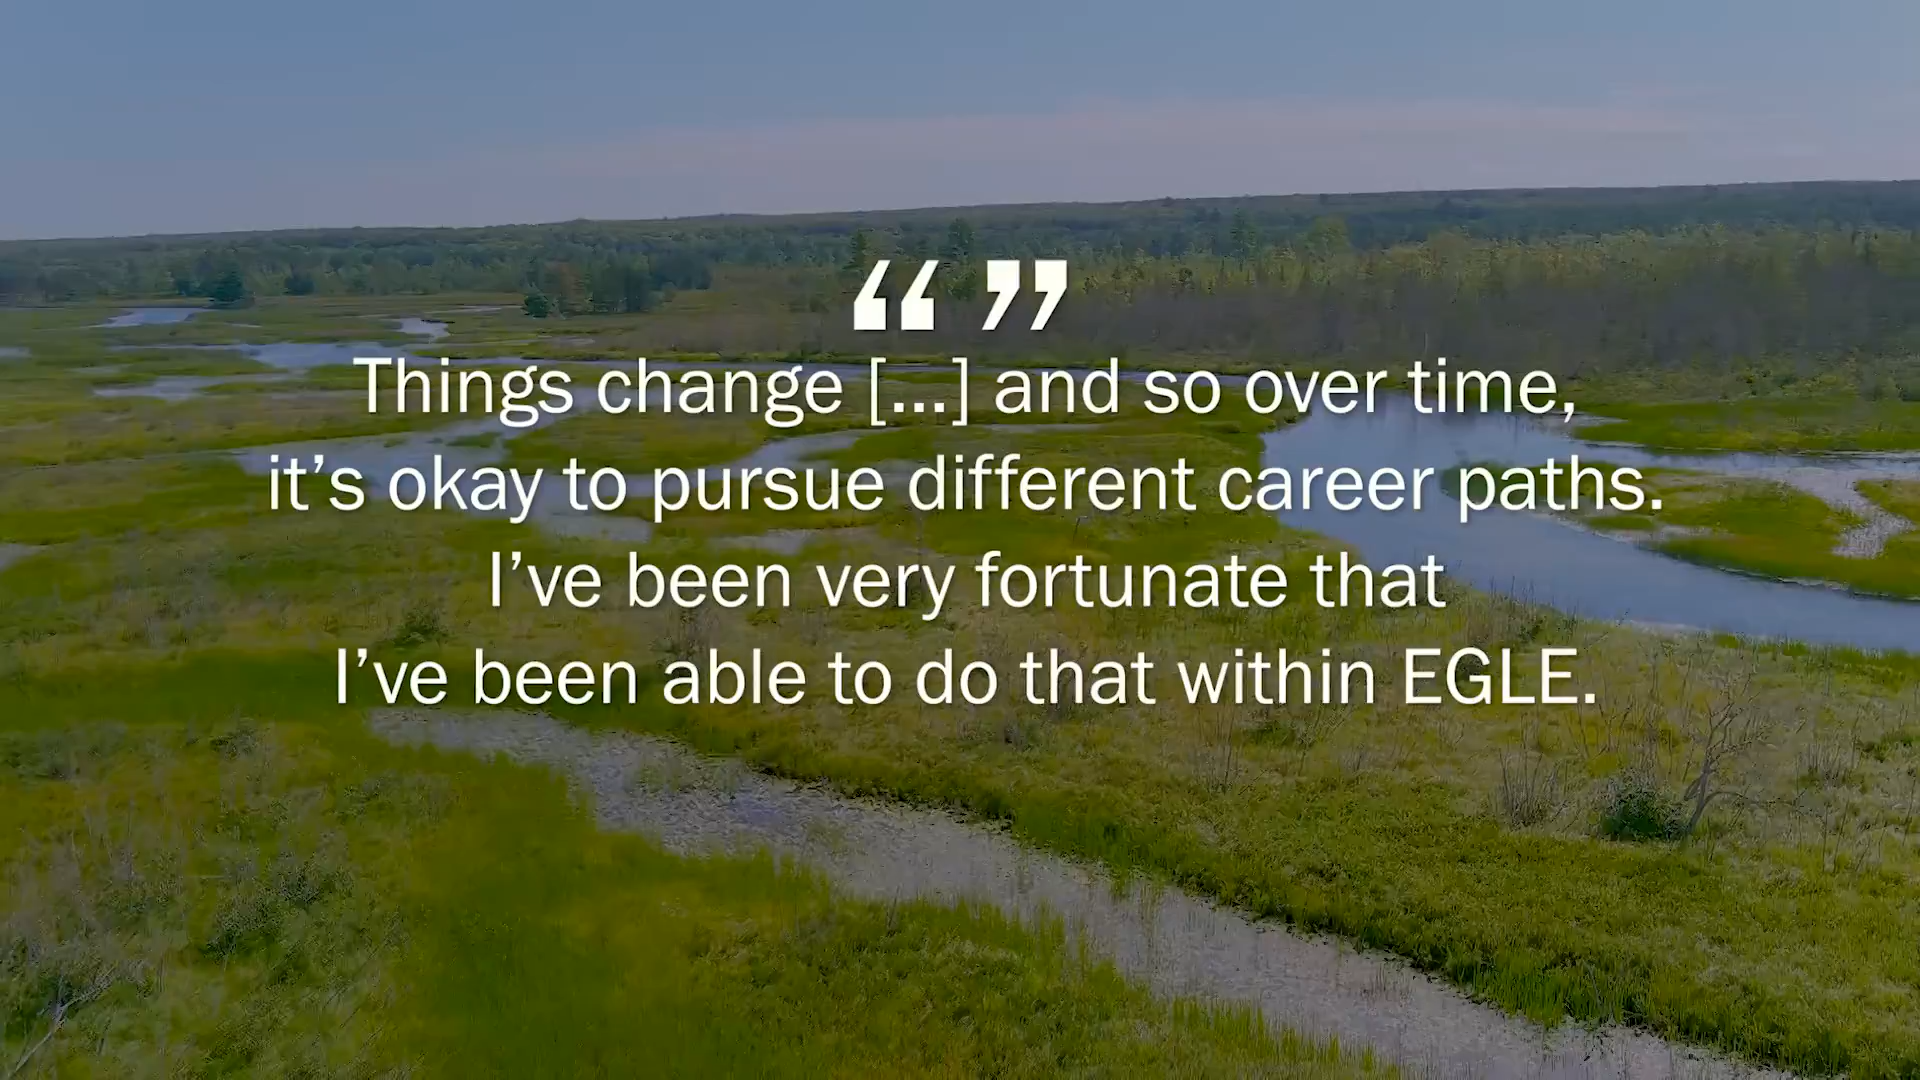 “ ”
Things change [...] and so over time,
it’s okay to pursue different career paths.
I’ve been very fortunate that
I’ve been able to do that within EGLE.